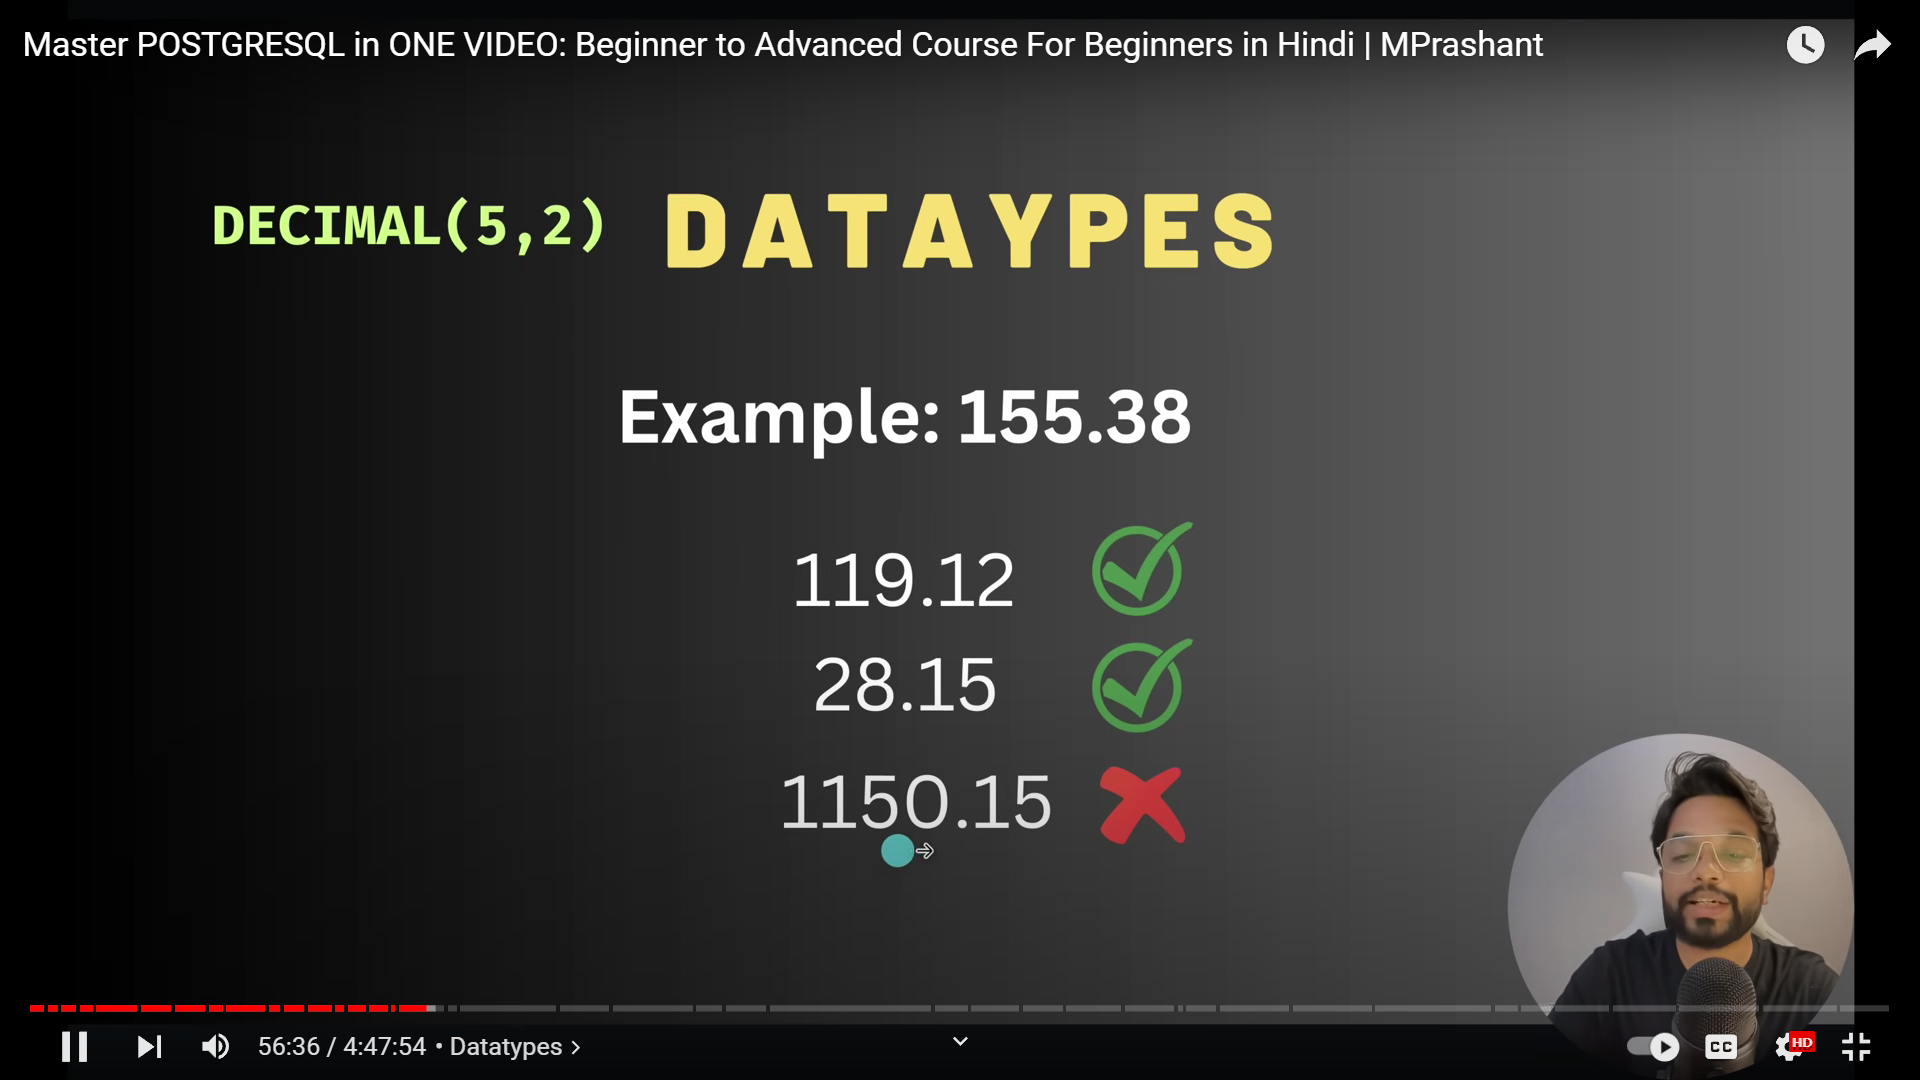 Master POSTGRESQL in ONE VIDEO: Beginner to Advanced Course For Beginners in Hindi | MPrashant
DECIMAL(5,2) DATAYPES
Example: 155.38
119.12
28.15
1150.15
56:36 / 4:47:54 • Datatypes >
CC HD